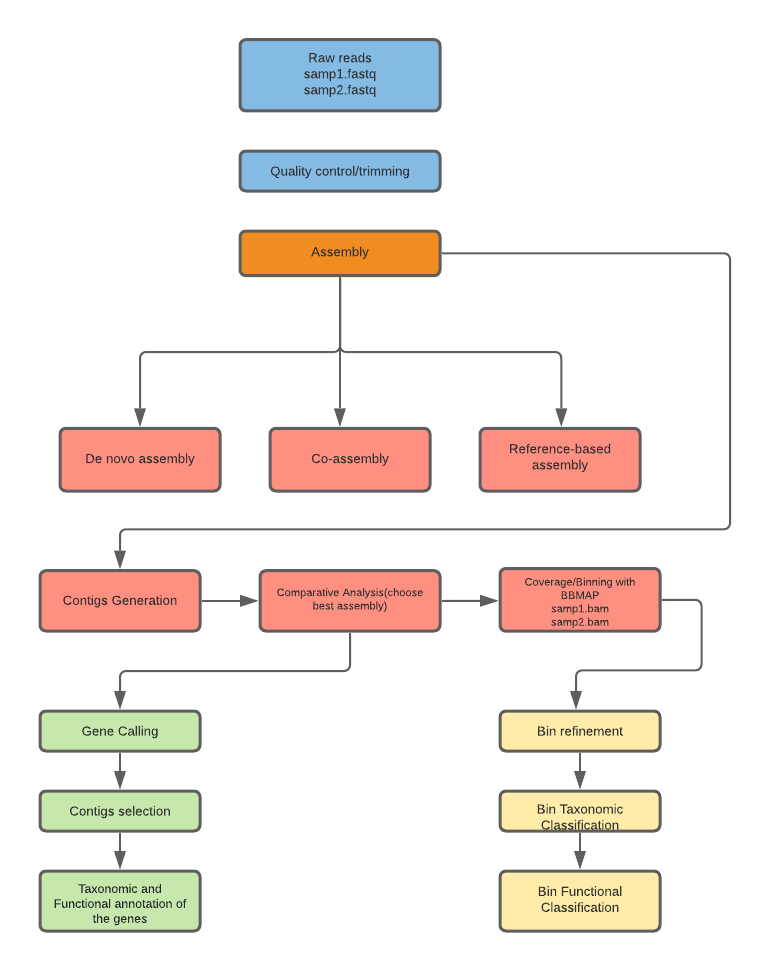 Raw reads
samp1.fastq
samp2.fastq
Quality control/trimming
Assembly
De novo assembly
Co-assembly
Reference-based
assembly
Contigs Generation
Comparative Analysis(choose
best assembly)
Coverage/Binning with
BBMAP
samp1.bam
samp2.bam
Gene Calling
Bin refinement
Contigs selection
Bin Taxonomic
Classification
Taxonomic and
Functional annotation of
the genes
Bin Functional
Classification